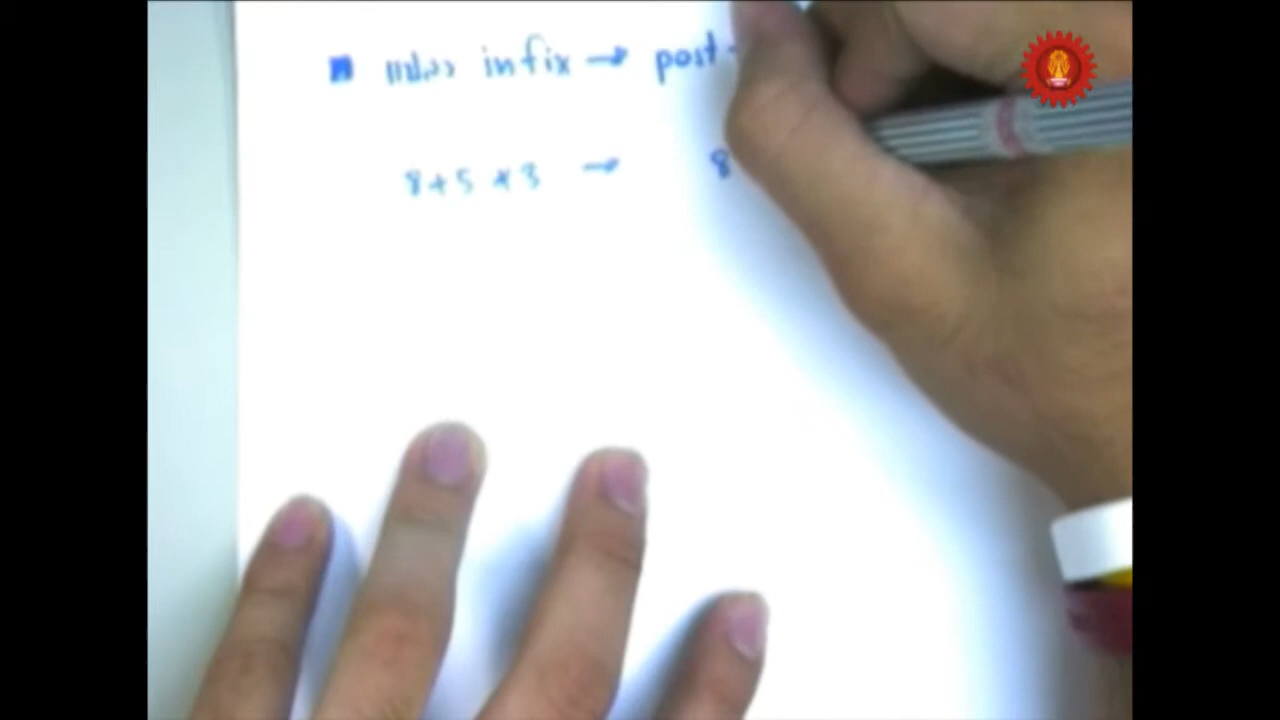 แปลง infix → post-
8 + 5 * 3 → 8